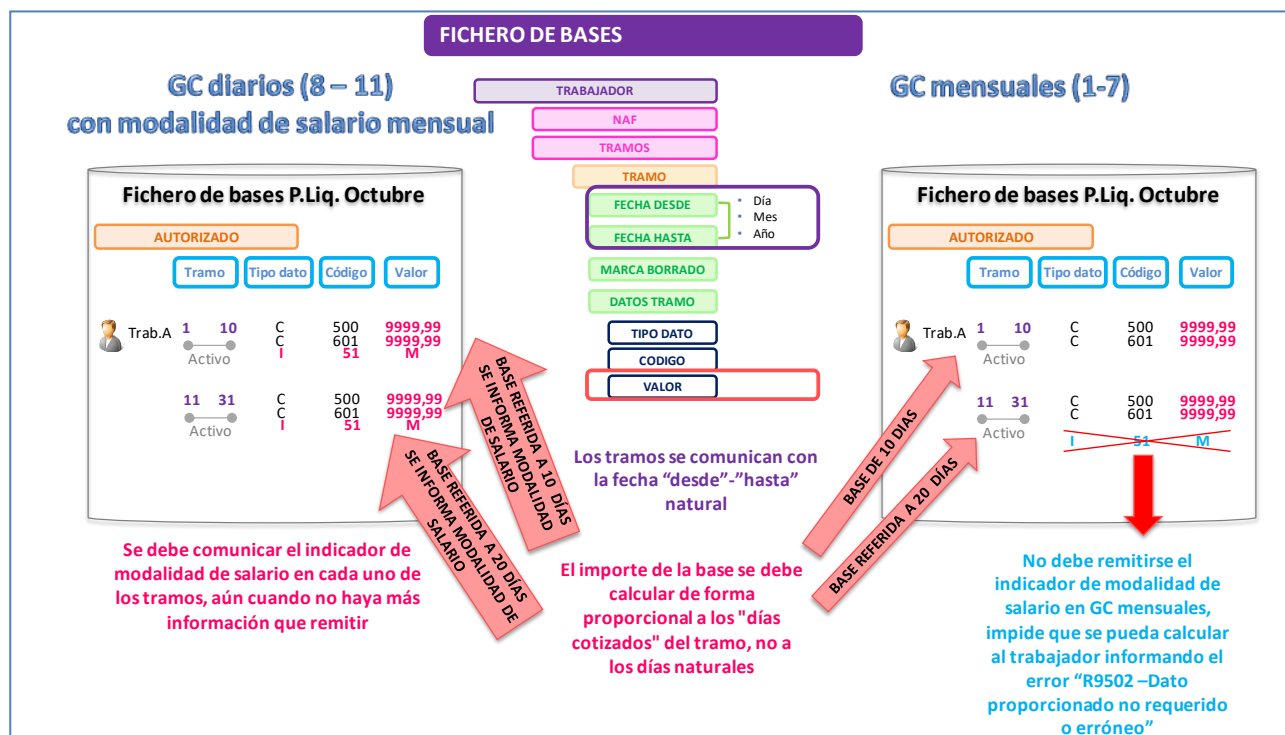 FICHERO DE BASES
GC diarios (8 – 11)
con modalidad de salario mensual
Fichero de bases P.Liq. Octubre
AUTORIZADO
Tramo Tipo dato Código Valor
Trab.A 1 10 C 500 9999,99
C 601 9999,99
Activo I 51 M
11 31 C 500 9999,99
C 601 9999,99
Activo I 51 M
BASE REFERIDA A 10 DÍAS
SE INFORMA MODALIDAD
DE SALARIO
BASE REFERIDA A 20 DÍAS
SE INFORMA MODALIDAD DE
SALARIO
Se debe comunicar el indicador de
modalidad de salario en cada uno de
los tramos, aún cuando no haya más
información que remitir
TRABAJADOR
NAF
TRAMOS
TRAMO
FECHA DESDE
FECHA HASTA
• Día
• Mes
• Año
MARCA BORRADO
DATOS TRAMO
TIPO DATO
CODIGO
VALOR
Los tramos se comunican con
la fecha “desde”-”hasta”
natural
El importe de la base se debe
calcular de forma
proporcional a los "días
cotizados" del tramo, no a
los días naturales
GC mensuales (1-7)
Fichero de bases P.Liq. Octubre
AUTORIZADO
Tramo Tipo dato Código Valor
Trab.A 1 10 C 500 9999,99
C 601 9999,99
Activo
11 31 C 500 9999,99
C 601 9999,99
Activo
I 51 M
BASE DE 10 DIAS
BASE REFERIDA A 20 DÍAS
No debe remitirse el
indicador de modalidad de
salario en GC mensuales,
impide que se pueda calcular
al trabajador informando el
error “R9502 –Dato
proporcionado no requerido
o erróneo”